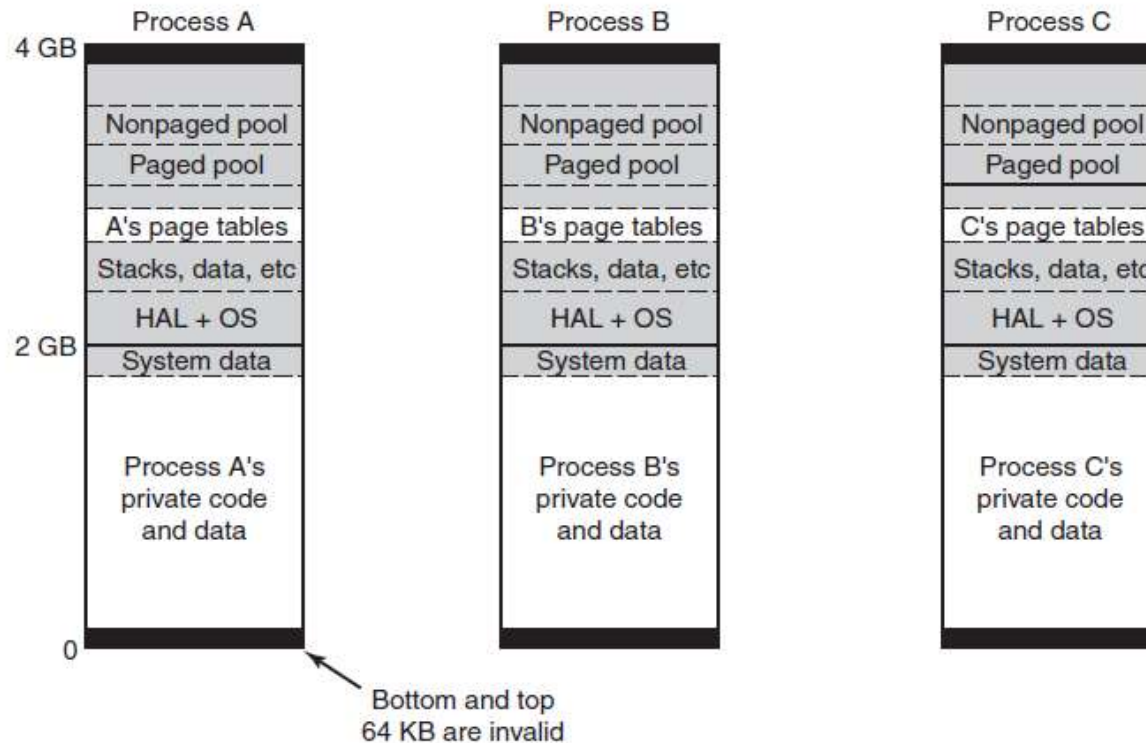 Process A
4 GB
Nonpaged pool
Paged pool
A's page tables
Stacks, data, etc
HAL + OS
2 GB
System data
Process A's
private code
and data
0
Bottom and top
64 KB are invalid
Process B
Nonpaged pool
Paged pool
B's page tables
Stacks, data, etc
HAL + OS
System data
Process B's
private code
and data
Process C
Nonpaged pool
Paged pool
C's page tables
Stacks, data, etc
HAL + OS
System data
Process C's
private code
and data